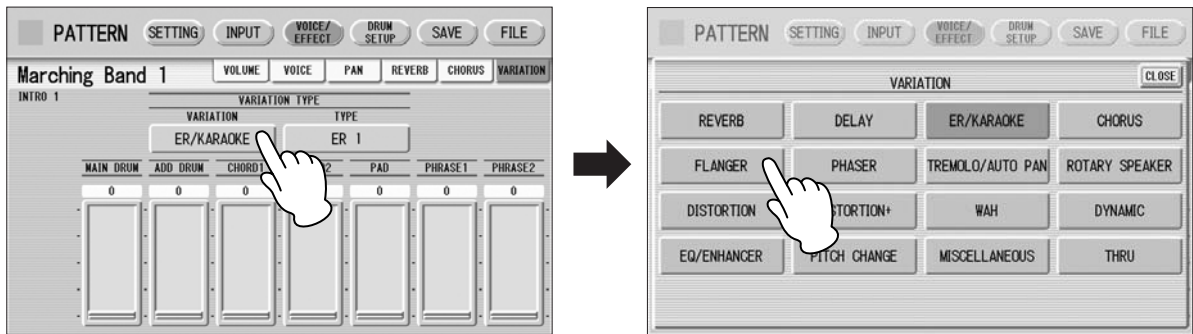 PATTERN SETTING INPUT VOICE/ EFFECT DRUM SETUP SAVE FILE
Marching Band 1 VOLUME VOICE PAN REVERB CHORUS VARIATION
INTRO 1 VARIATION TYPE
VARIATION TYPE
ER/KARAOKE ER 1
MAIN DRUM ADD DRUM CHORD1 PAD PHRASE1 PHRASE2
0 0 0 0 0 0
PATTERN SETTING INPUT VOICE/ EFFECT DRUM SETUP SAVE FILE
VARIATION CLOSE
REVERB DELAY ER/KARAOKE CHORUS
FLANGER PHASER TREMOLO/AUTO PAN ROTARY SPEAKER
DISTORTION WAH DYNAMIC
EQ/ENHANCER PITCH CHANGE MISCELLANEOUS THRU